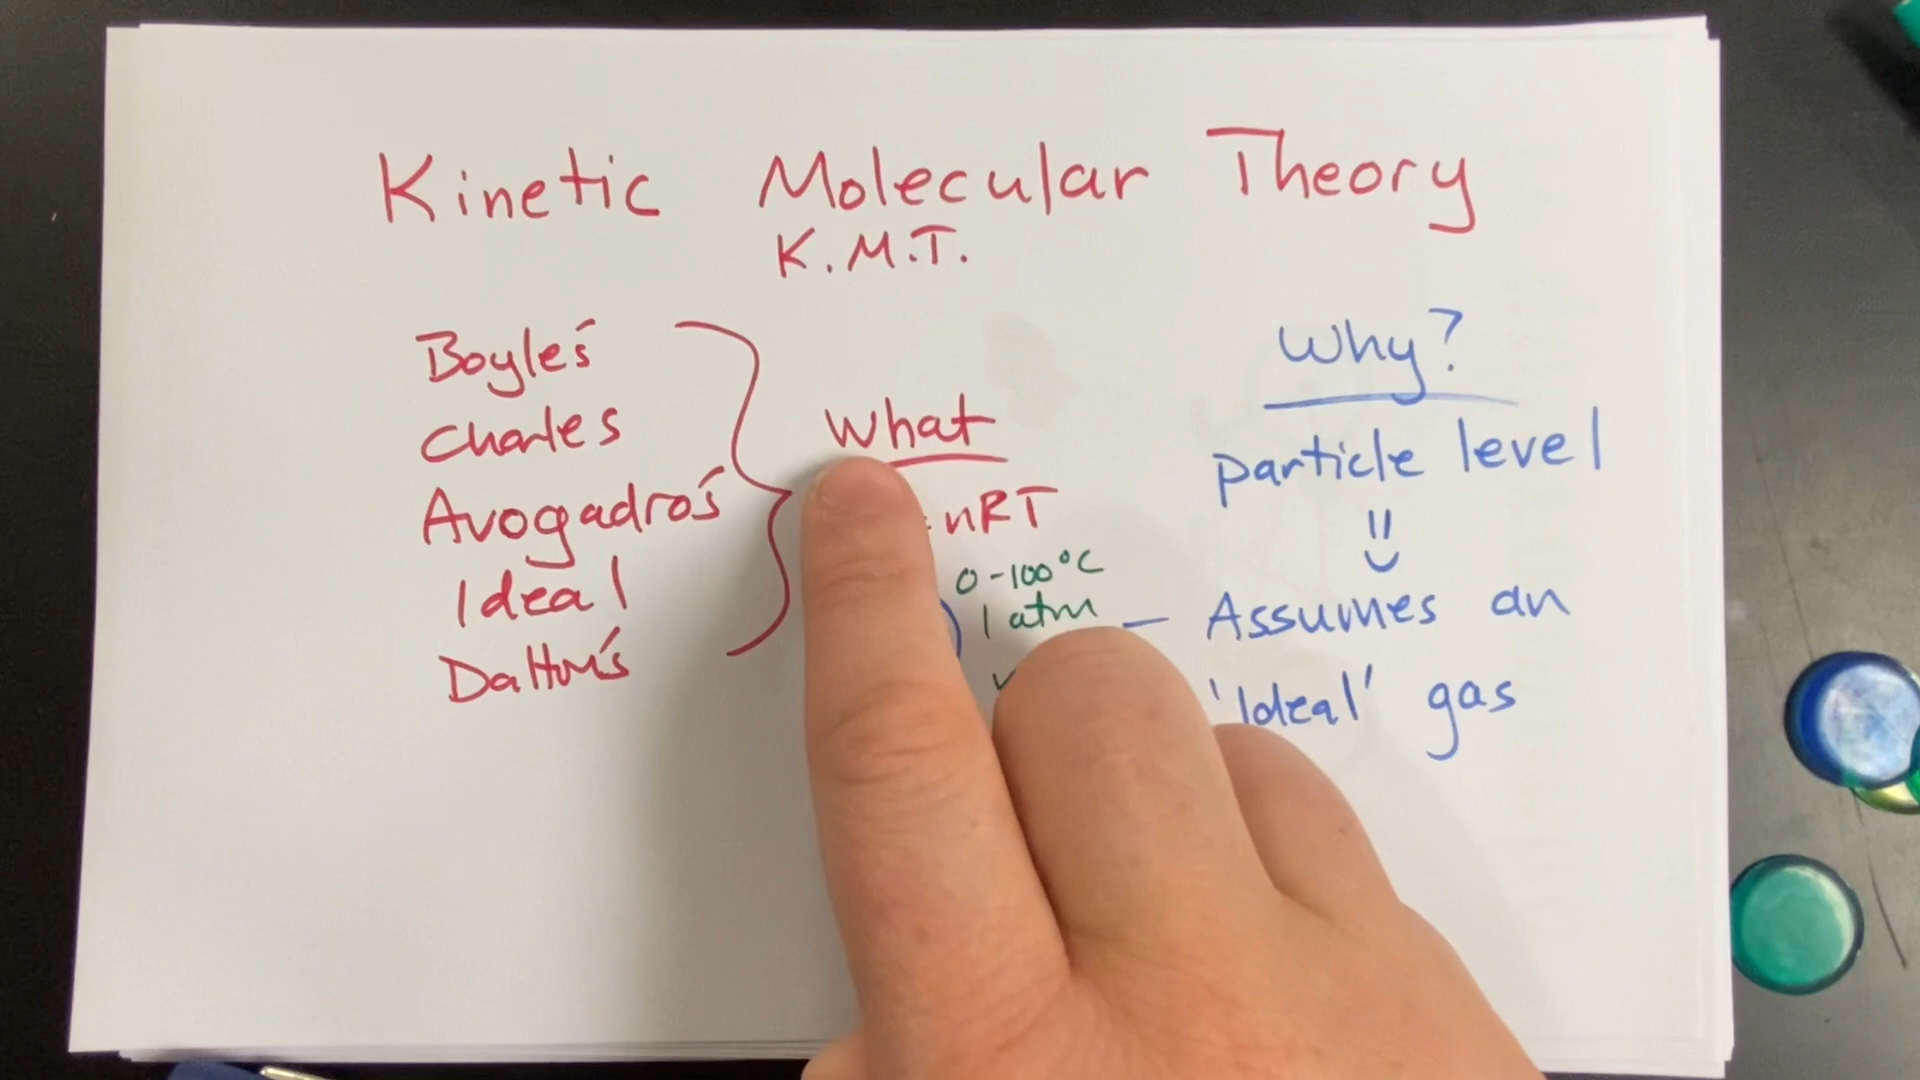 Kinetic Molecular Theory
K.M.T.
Boyle's
Charles
Avogadro's
Ideal
Dalton's
What
= nRT
0-100°C
1 atm
Why?
particle level
— Assumes an
'Ideal' gas